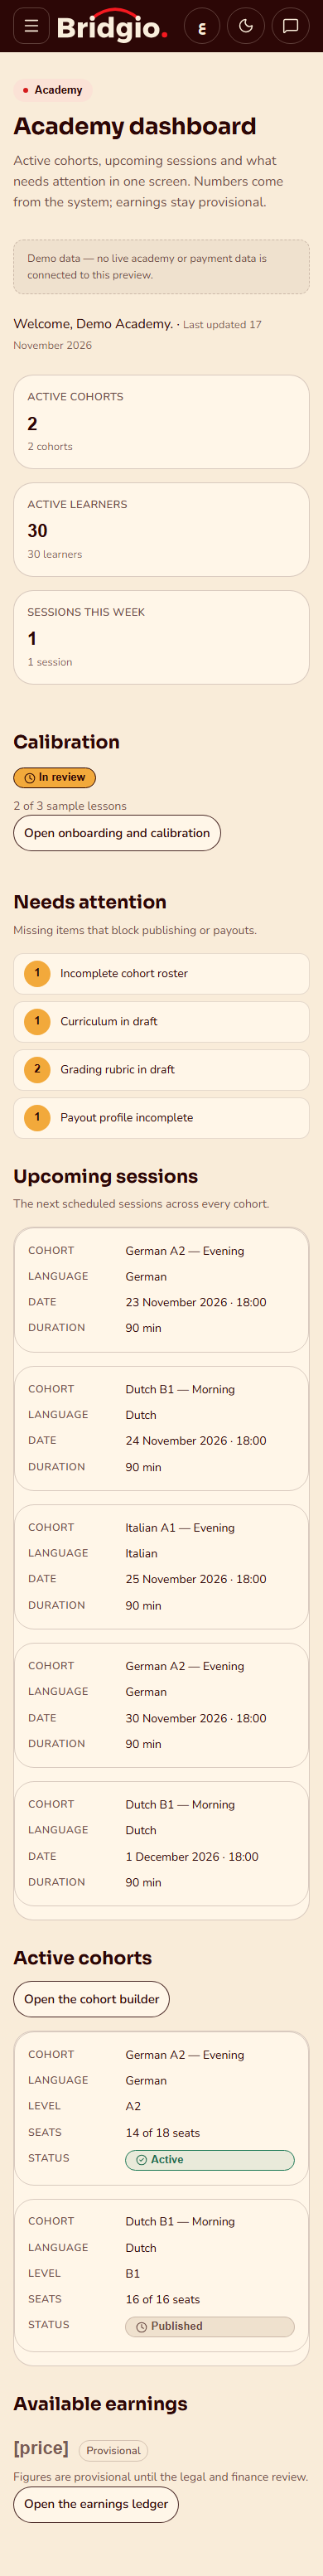 Bridgio.
ع
Academy
Academy dashboard
Active cohorts, upcoming sessions and what
needs attention in one screen. Numbers come
from the system; earnings stay provisional.
Demo data — no live academy or payment data is
connected to this preview.
Welcome, Demo Academy. · Last updated 17
November 2026
ACTIVE COHORTS
2
2 cohorts
ACTIVE LEARNERS
30
30 learners
SESSIONS THIS WEEK
1
1 session
Calibration
In review
2 of 3 sample lessons
Open onboarding and calibration
Needs attention
Missing items that block publishing or payouts.
1 Incomplete cohort roster
1 Curriculum in draft
2 Grading rubric in draft
1 Payout profile incomplete
Upcoming sessions
The next scheduled sessions across every cohort.
COHORT German A2 — Evening
LANGUAGE German
DATE 23 November 2026 · 18:00
DURATION 90 min
COHORT Dutch B1 — Morning
LANGUAGE Dutch
DATE 24 November 2026 · 18:00
DURATION 90 min
COHORT Italian A1 — Evening
LANGUAGE Italian
DATE 25 November 2026 · 18:00
DURATION 90 min
COHORT German A2 — Evening
LANGUAGE German
DATE 30 November 2026 · 18:00
DURATION 90 min
COHORT Dutch B1 — Morning
LANGUAGE Dutch
DATE 1 December 2026 · 18:00
DURATION 90 min
Active cohorts
Open the cohort builder
COHORT German A2 — Evening
LANGUAGE German
LEVEL A2
SEATS 14 of 18 seats
STATUS Active
COHORT Dutch B1 — Morning
LANGUAGE Dutch
LEVEL B1
SEATS 16 of 16 seats
STATUS Published
Available earnings
[price] Provisional
Figures are provisional until the legal and finance review.
Open the earnings ledger